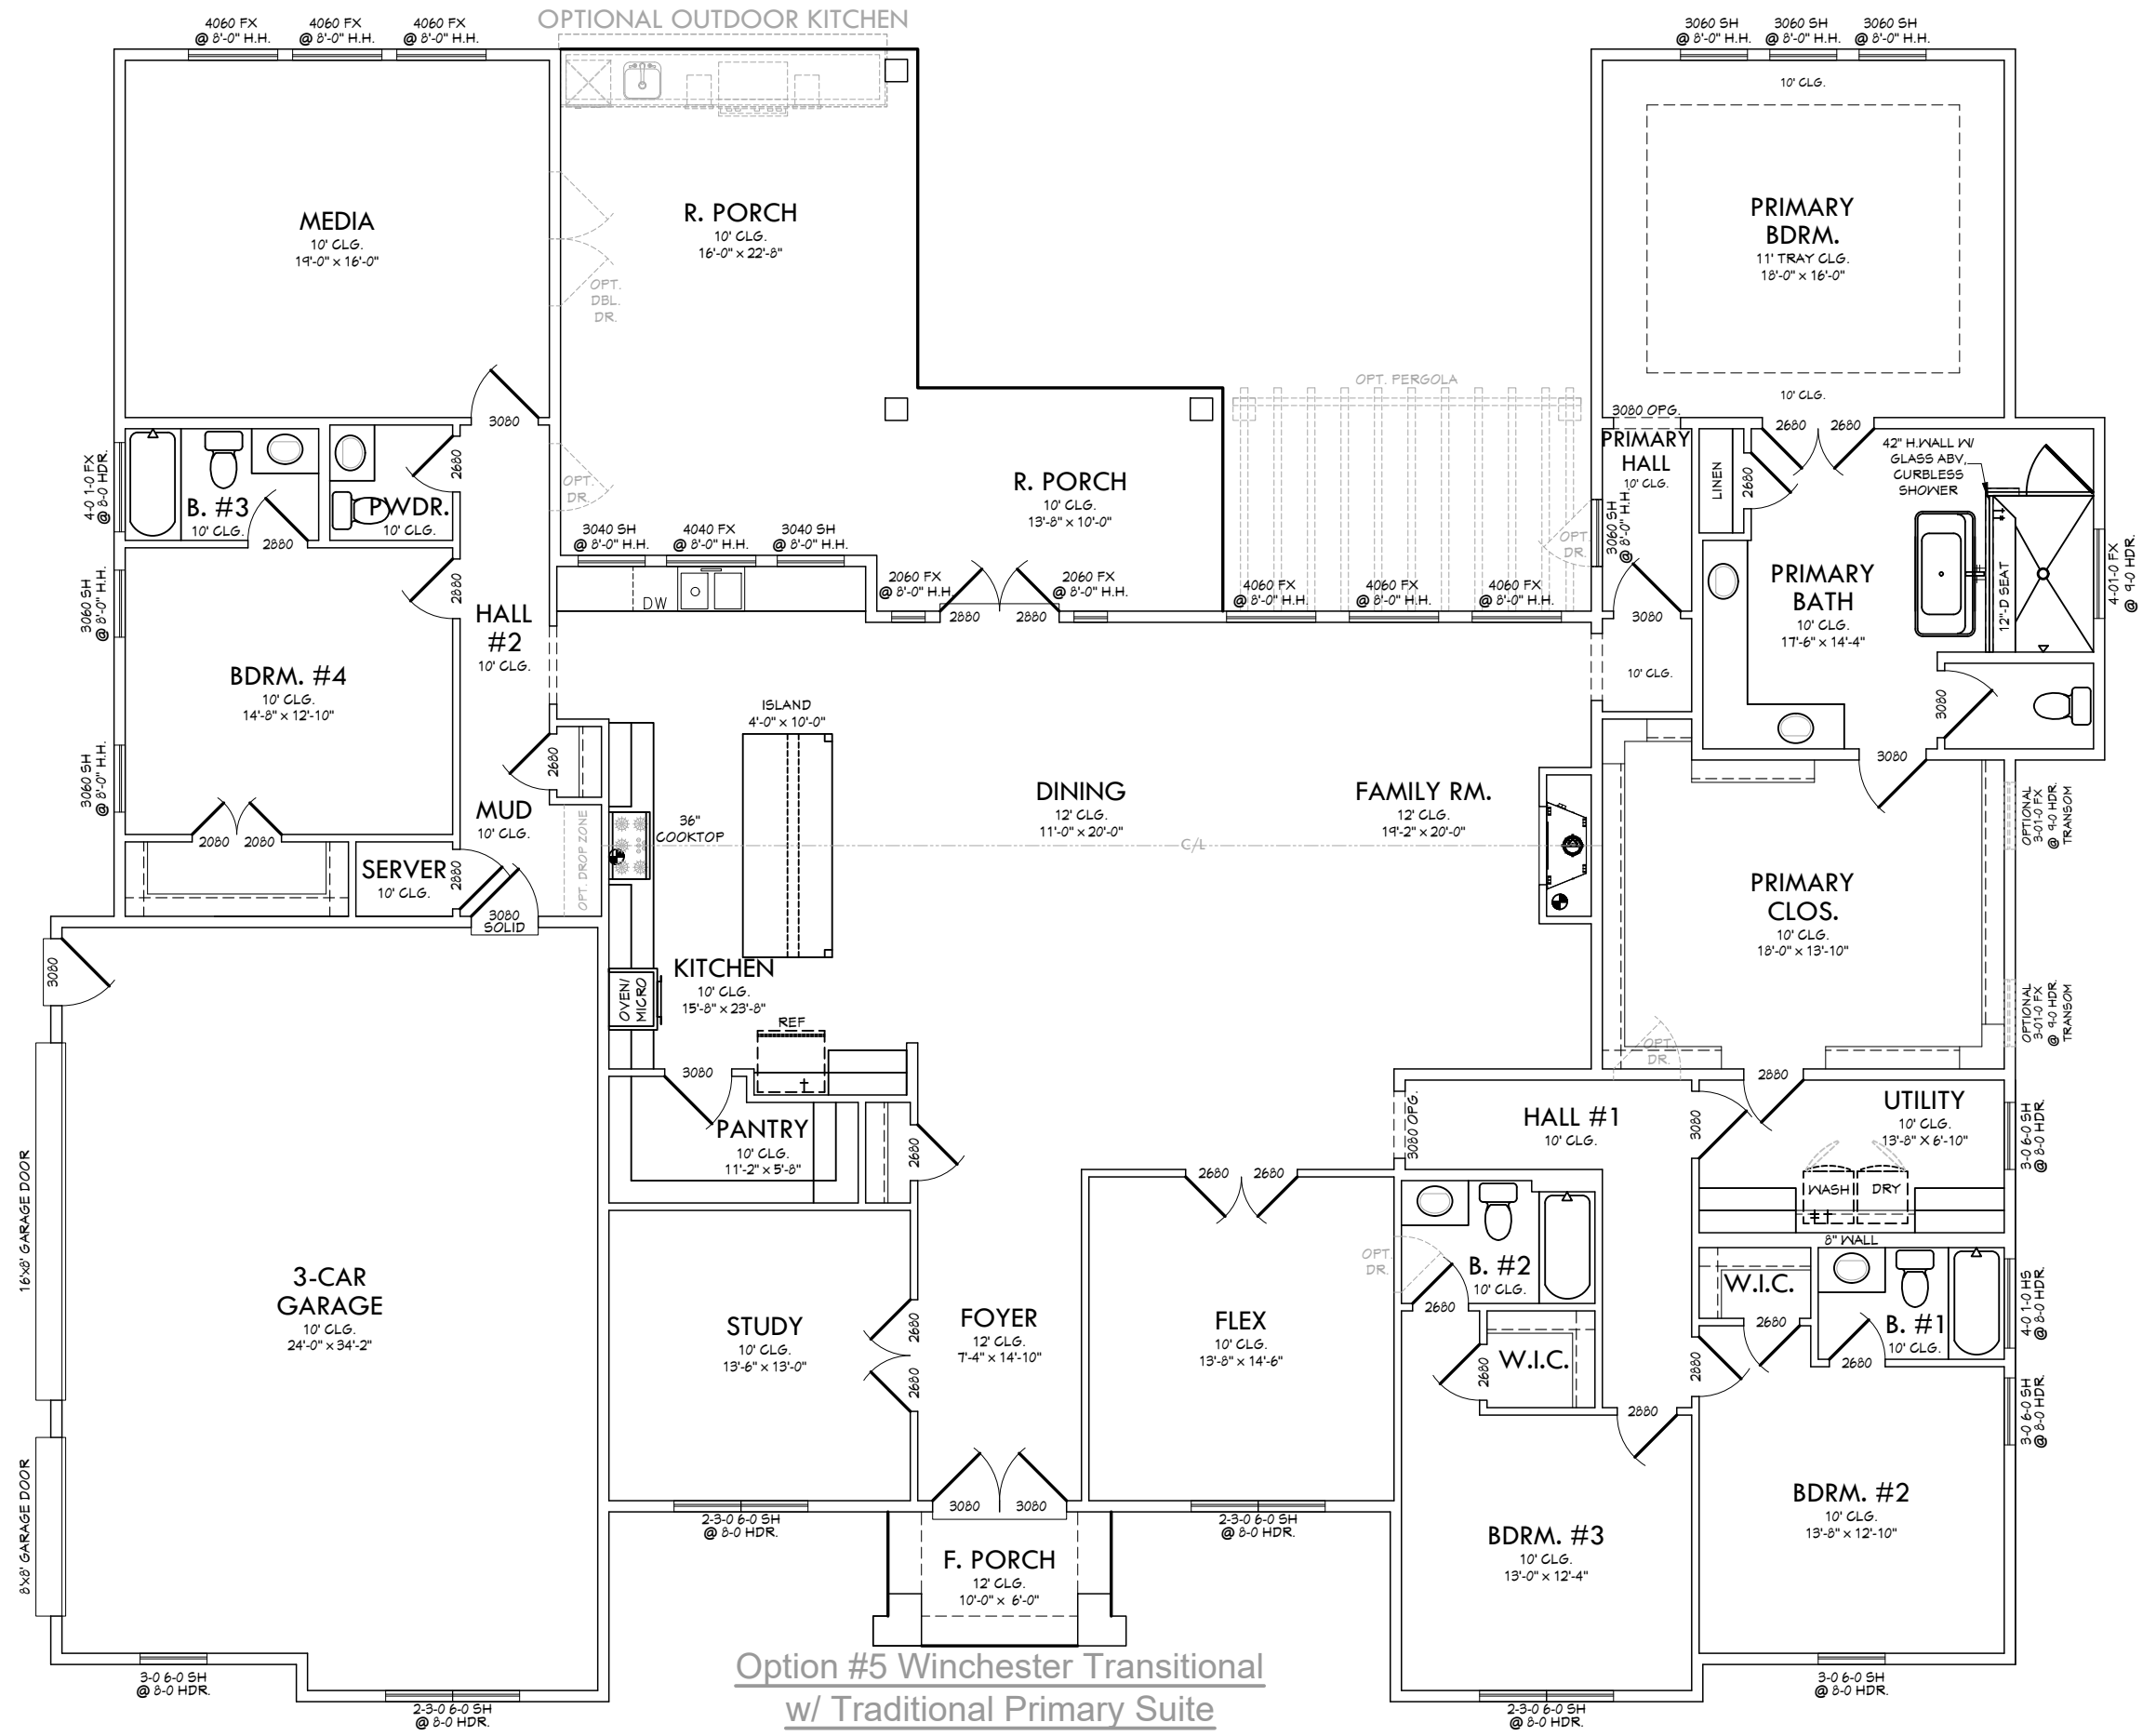 OPTIONAL OUTDOOR KITCHEN
4060 FX
@ 8'-0" H.H.
4060 FX
@ 8'-0" H.H.
4060 FX
@ 8'-0" H.H.
3060 SH
@ 8'-0" H.H.
3060 SH
@ 8'-0" H.H.
3060 SH
@ 8'-0" H.H.
MEDIA
10' CLG.
19'-0" x 16'-0"
R. PORCH
10' CLG.
16'-0" x 22'-8"
OPT.
DBL.
DR.
10' CLG.
PRIMARY
BDRM.
11' TRAY CLG.
18'-0" x 16'-0"
10' CLG.
OPT. PERGOLA
3080
3080 OPG.
2680
2680
4-0 1-0 FX
@ 8-0 HDR.
B. #3
10' CLG.
2880
PWDR.
10' CLG.
2680
OPT.
DR.
R. PORCH
10' CLG.
13'-8" x 10'-0"
PRIMARY
HALL
10' CLG.
3060 SH
@ 8'-0" H.H.
OPT.
DR.
LINEN
2680
42" H.WALL W/
GLASS ABV,
CURBLESS
SHOWER
3040 SH
@ 8'-0" H.H.
4040 FX
@ 8'-0" H.H.
3040 SH
@ 8'-0" H.H.
DW
2060 FX
@ 8'-0" H.H.
2060 FX
@ 8'-0" H.H.
2880
2880
4060 FX
@ 8'-0" H.H.
4060 FX
@ 8'-0" H.H.
4060 FX
@ 8'-0" H.H.
3080
10' CLG.
PRIMARY
BATH
10' CLG.
17'-6" x 14'-4"
12"-D SEAT
4-01-0 FX
@ 9-0 HDR.
3080
3080
3060 SH
@ 8'-0" H.H.
3060 SH
@ 8'-0" H.H.
2880
HALL
#2
10' CLG.
BDRM. #4
10' CLG.
14'-8" x 12'-10"
2080
2080
2680
MUD
10' CLG.
OPT. DROP ZONE
SERVER
10' CLG.
2880
3080
SOLID
ISLAND
4'-0" x 10'-0"
36"
COOKTOP
DINING
12' CLG.
11'-0" x 20'-0"
C/L
FAMILY RM.
12' CLG.
19'-2" x 20'-0"
OPTIONAL
3-01-0 FX
@ 9-0 HDR.
TRANSOM
PRIMARY
CLOS.
10' CLG.
18'-0" x 13'-10"
OPTIONAL
3-01-0 FX
@ 9-0 HDR.
TRANSOM
OPT.
DR.
3080
KITCHEN
10' CLG.
15'-8" x 23'-8"
OVEN/
MICRO
REF
3080
PANTRY
10' CLG.
11'-2" x 5'-8"
2680
3080 OPG.
HALL #1
10' CLG.
3080
2880
UTILITY
10' CLG.
13'-8" X 6'-10"
WASH
DRY
8" WALL
3-0 6-0 SH
@ 8-0 HDR.
16'X8' GARAGE DOOR
8'X8' GARAGE DOOR
3-CAR
GARAGE
10' CLG.
24'-0" x 34'-2"
STUDY
10' CLG.
13'-6" x 13'-0"
2680
2680
FOYER
12' CLG.
7'-4" x 14'-10"
2680
2680
FLEX
10' CLG.
13'-8" x 14'-6"
OPT.
DR.
B. #2
10' CLG.
2680
2680
W.I.C.
W.I.C.
2680
B. #1
10' CLG.
2680
2880
2880
4-0 1-0 HS
@ 8-0 HDR.
3-0 6-0 SH
@ 8-0 HDR.
BDRM. #2
10' CLG.
13'-8" x 12'-10"
BDRM. #3
10' CLG.
13'-0" x 12'-4"
3080
3080
2-3-0 6-0 SH
@ 8-0 HDR.
2-3-0 6-0 SH
@ 8-0 HDR.
F. PORCH
12' CLG.
10'-0" x 6'-0"
3-0 6-0 SH
@ 8-0 HDR.
2-3-0 6-0 SH
@ 8-0 HDR.
2-3-0 6-0 SH
@ 8-0 HDR.
3-0 6-0 SH
@ 8-0 HDR.
Option #5 Winchester Transitional
w/ Traditional Primary Suite